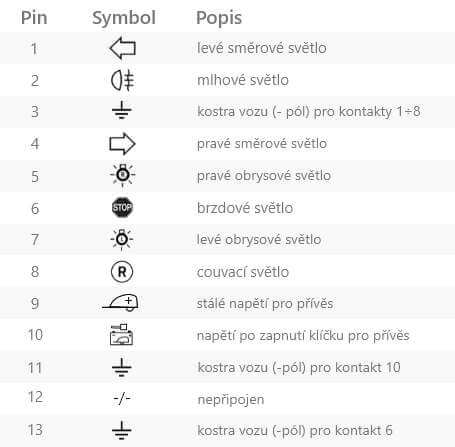 Pin Symbol Popis
1 levé směrové světlo
2 mlhové světlo
3 kostra vozu (- pól) pro kontakty 1÷8
4 pravé směrové světlo
5 pravé obrysové světlo
6 STOP brzdové světlo
7 levé obrysové světlo
8 R couvací světlo
9 stálé napětí pro přívěs
10 napětí po zapnutí klíčku pro přívěs
11 kostra vozu (-pól) pro kontakt 10
12 -/- nepřipojen
13 kostra vozu (-pól) pro kontakt 6